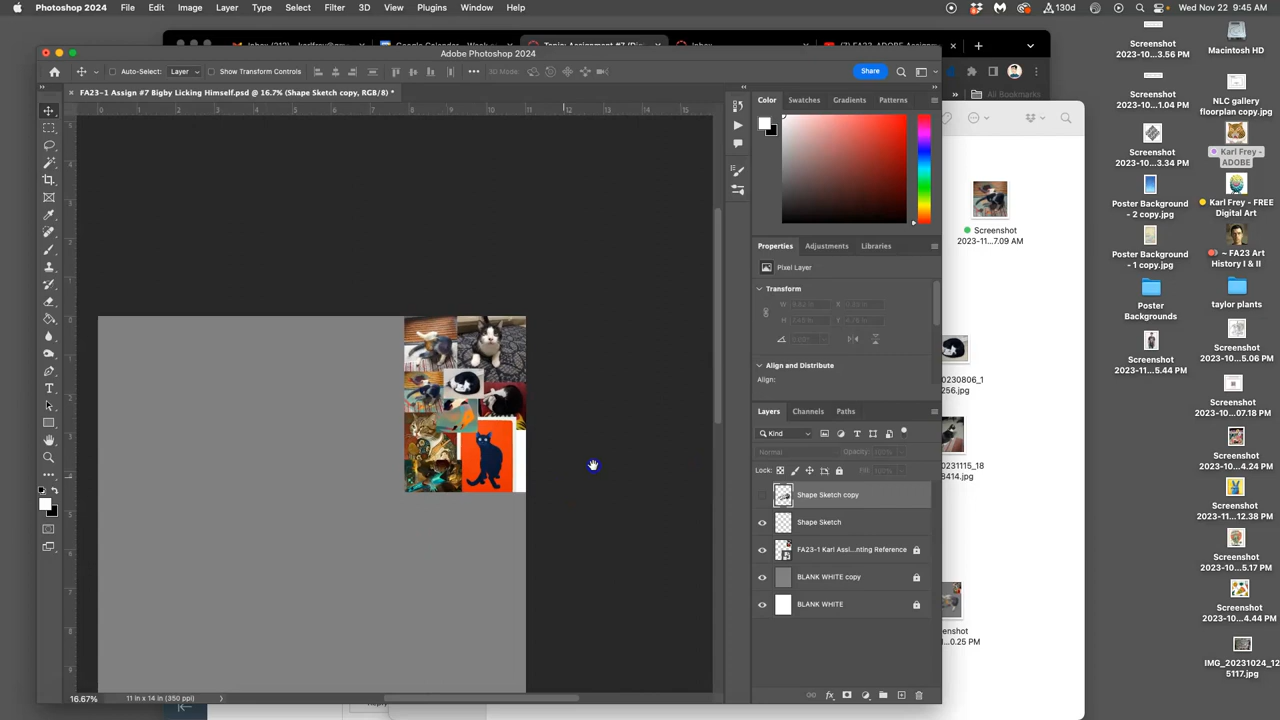 Photoshop 2024 File Edit Image Layer Type Select Filter 3D View Plugins Window Help
130d Wed Nov 22 9:45 AM
Adobe Photoshop 2024
Auto-Select: Layer Show Transform Controls 3D Mode: Share
FA23-1 Assign #7 Bigby Licking Himself.psd @ 16.7% (Shape Sketch copy, RGB/8) *
Color Swatches Gradients Patterns
Properties Adjustments Libraries
Pixel Layer
Transform
Align and Distribute
Align:
Layers Channels Paths
Kind
Normal Opacity: 100%
Lock: Fill: 100%
Shape Sketch copy
Shape Sketch
FA23-1 Karl Assi...nting Reference
BLANK WHITE copy
BLANK WHITE
16.67% 11 in x 14 in (350 ppi)
All Bookmarks
Screenshot
2023-11...7.09 AM
20230806_1
256.jpg
20231115_18
8414.jpg
Screenshot
2023-10...3.56 PM
Macintosh HD
Screenshot
2023-10...1.04 PM
NLC gallery
floorplan copy.jpg
Screenshot
2023-10...3.34 PM
Karl Frey -
ADOBE
Poster Background
- 2 copy.jpg
Karl Frey - FREE
Digital Art
Poster Background
- 1 copy.jpg
~ FA23 Art
History I & II
Poster
Backgrounds
taylor plants
Screenshot
2023-11...5.44 PM
Screenshot
2023-10...5.06 PM
Screenshot
2023-10...07.18 PM
Screenshot
2023-10...4.24 PM
Screenshot
2023-11...12.38 PM
Screenshot
2023-10...5.17 PM
Screenshot
2023-10...4.44 PM
IMG_20231024_12
5117.jpg